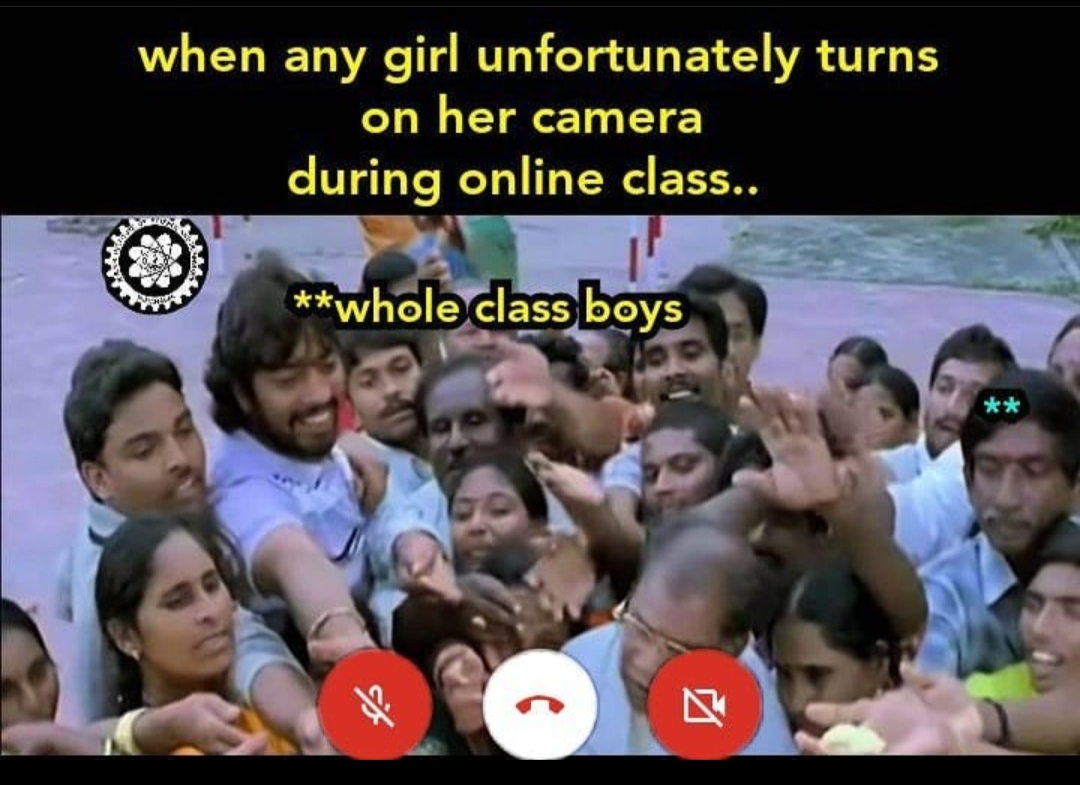 when any girl unfortunately turns
on her camera
during online class..
**whole class boys
**